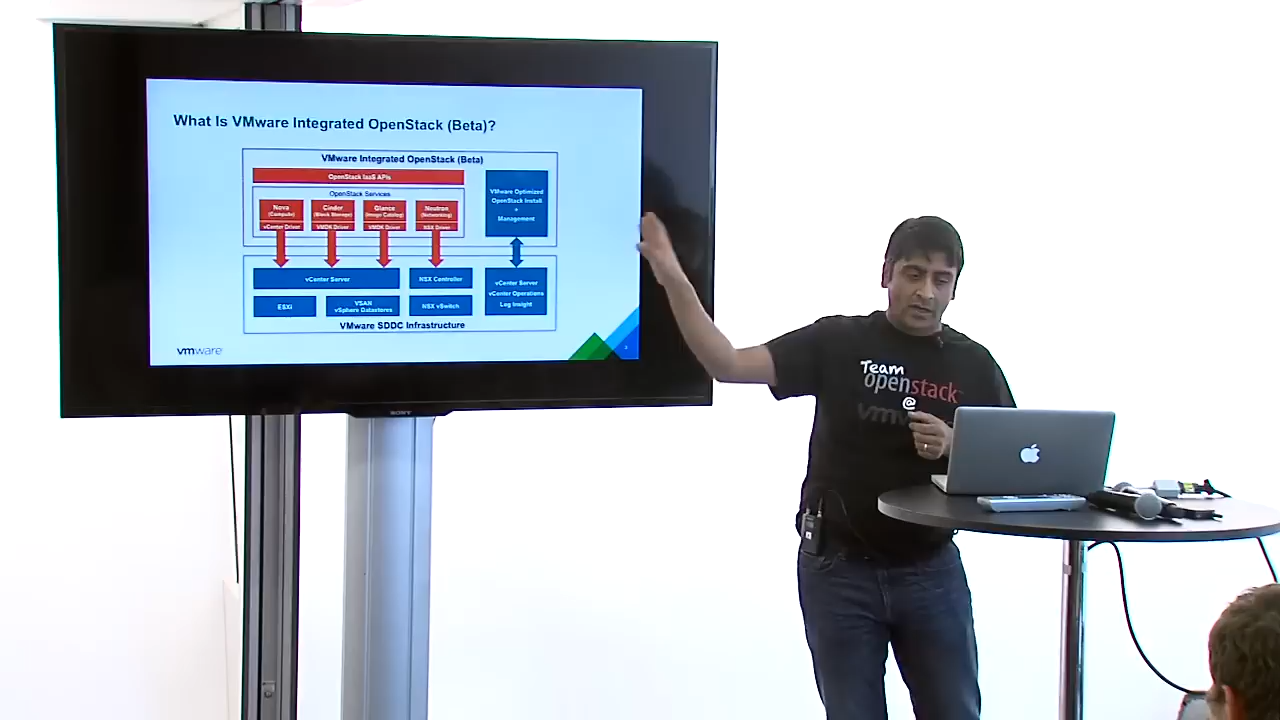 What Is VMware Integrated OpenStack (Beta)?
VMware Integrated OpenStack (Beta)
OpenStack IaaS APIs
OpenStack Services
Nova
(Compute)
vCenter Driver
Cinder
(Block Storage)
VMDK Driver
Glance
(Image Catalog)
VMDK Driver
Neutron
(Networking)
NSX Driver
VMware Optimized
OpenStack Install
+
Management
vCenter Server
NSX Controller
ESXi
VSAN
vSphere Datastores
NSX vSwitch
vCenter Server
vCenter Operations
Log Insight
VMware SDDC Infrastructure
vmware
SONY
Team
openstack
@
vmw